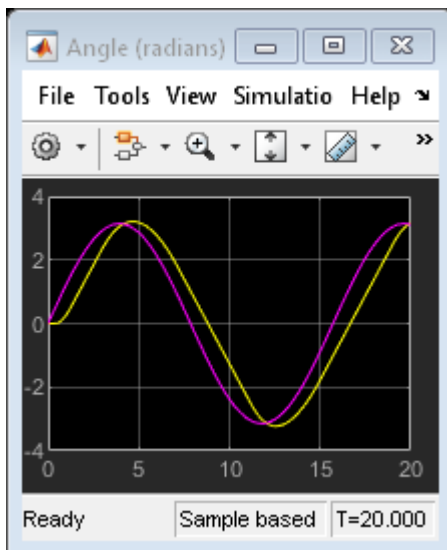 Angle (radians)
File Tools View Simulatio Help
»
4
2
0
-2
-4
0 5 10 15 20
Ready Sample based T=20.000